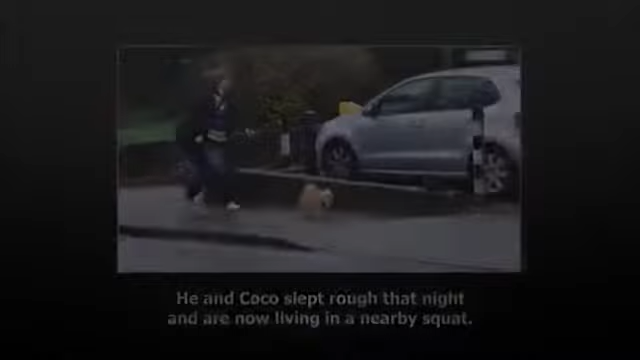 He and Coco slept rough that night
and are now living in a nearby squat.